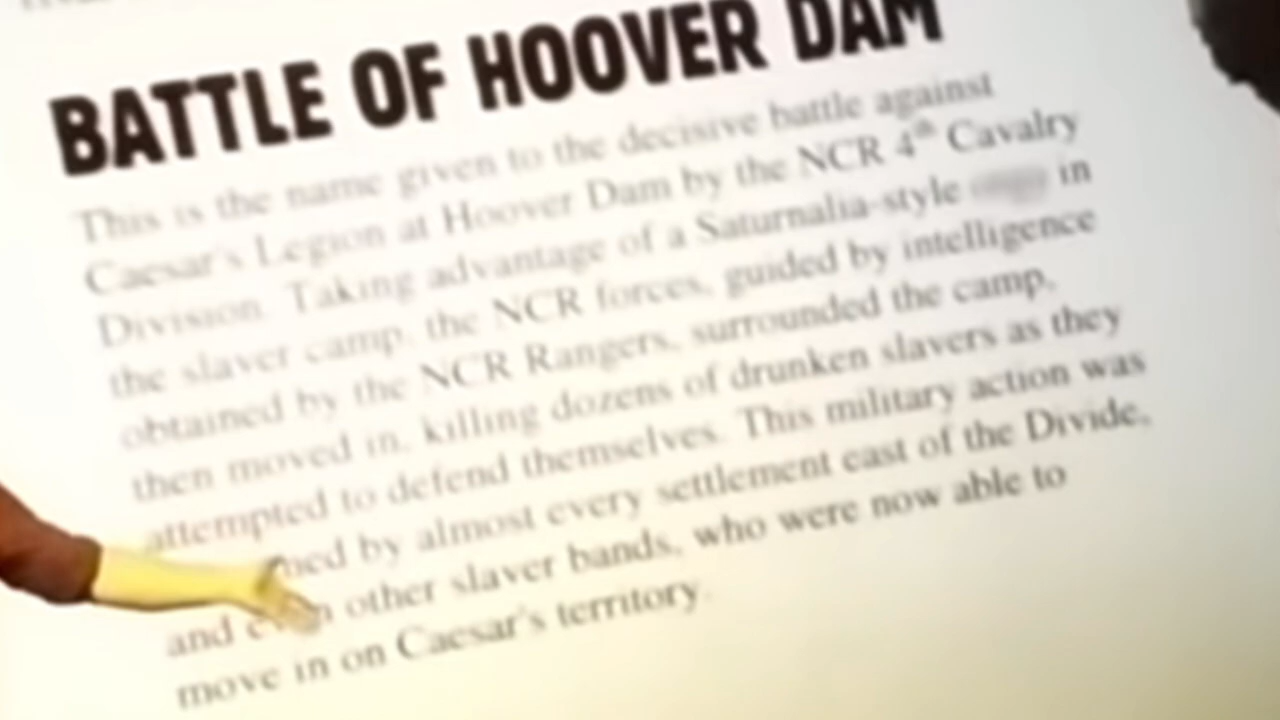 BATTLE OF HOOVER DAM
This is the name given to the decisive battle against
Caesar's Legion at Hoover Dam by the NCR 4th Cavalry
Division. Taking advantage of a Saturnalia-style in
the slaver camp, the NCR forces, guided by intelligence
obtained by the NCR Rangers, surrounded the camp,
then moved in, killing dozens of drunken slavers as they
attempted to defend themselves. This military action was
by almost every settlement east of the Divide,
and even other slaver bands, who were now able to
move in on Caesar's territory.